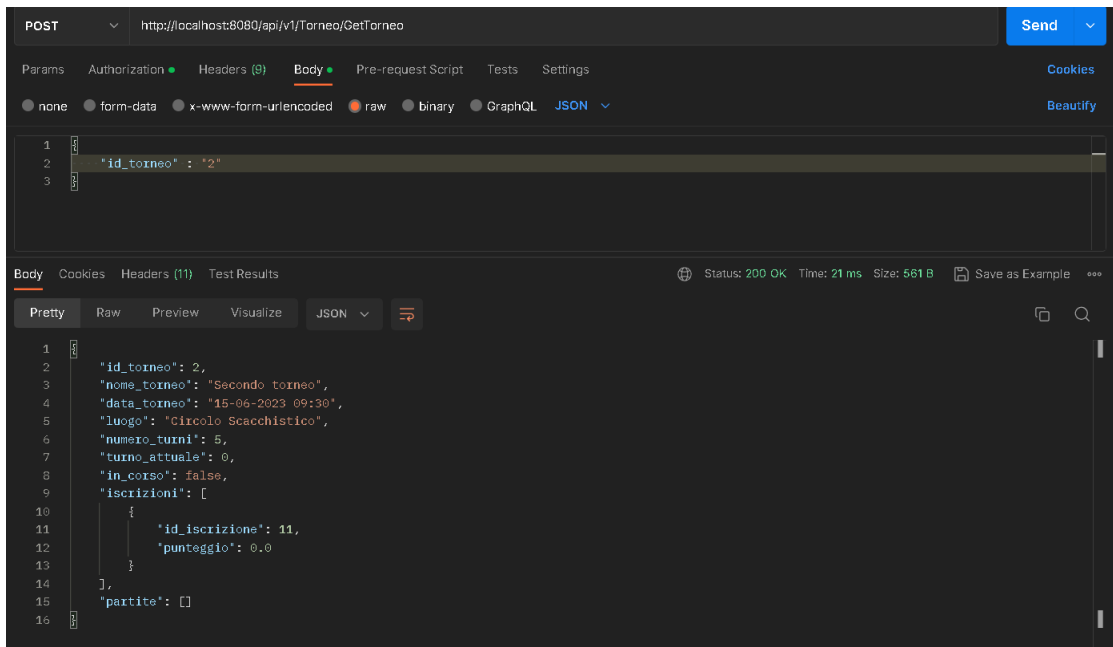 POST http://localhost:8080/api/v1/Torneo/GetTorneo Send
Params Authorization Headers (9) Body Pre-request Script Tests Settings Cookies
none form-data x-www-form-urlencoded raw binary GraphQL JSON Beautify
1 {
2 "id_torneo" : "2"
3 }
Body Cookies Headers (11) Test Results Status: 200 OK Time: 21 ms Size: 561 B Save as Example
Pretty Raw Preview Visualize JSON
1 {
2 "id_torneo": 2,
3 "nome_torneo": "Secondo torneo",
4 "data_torneo": "15-06-2023 09:30",
5 "luogo": "Circolo Scacchistico",
6 "numero_turni": 5,
7 "turno_attuale": 0,
8 "in_corso": false,
9 "iscrizioni": [
10 {
11 "id_iscrizione": 11,
12 "punteggio": 0.0
13 }
14 ],
15 "partite": []
16 }